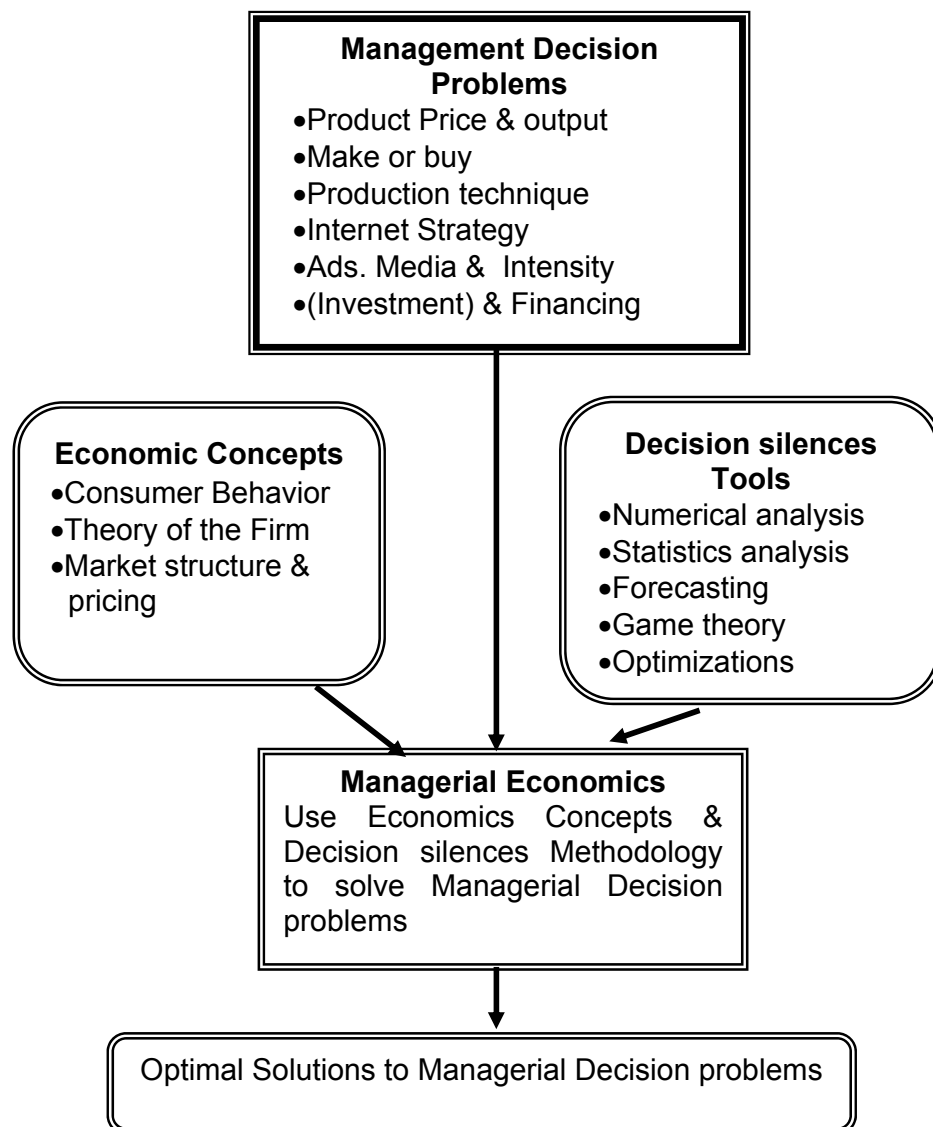 Management Decision
Problems
•Product Price & output
•Make or buy
•Production technique
•Internet Strategy
•Ads. Media & Intensity
•(Investment) & Financing
Economic Concepts
•Consumer Behavior
•Theory of the Firm
•Market structure &
pricing
Decision silences
Tools
•Numerical analysis
•Statistics analysis
•Forecasting
•Game theory
•Optimizations
Managerial Economics
Use Economics Concepts &
Decision silences Methodology
to solve Managerial Decision
problems
Optimal Solutions to Managerial Decision problems